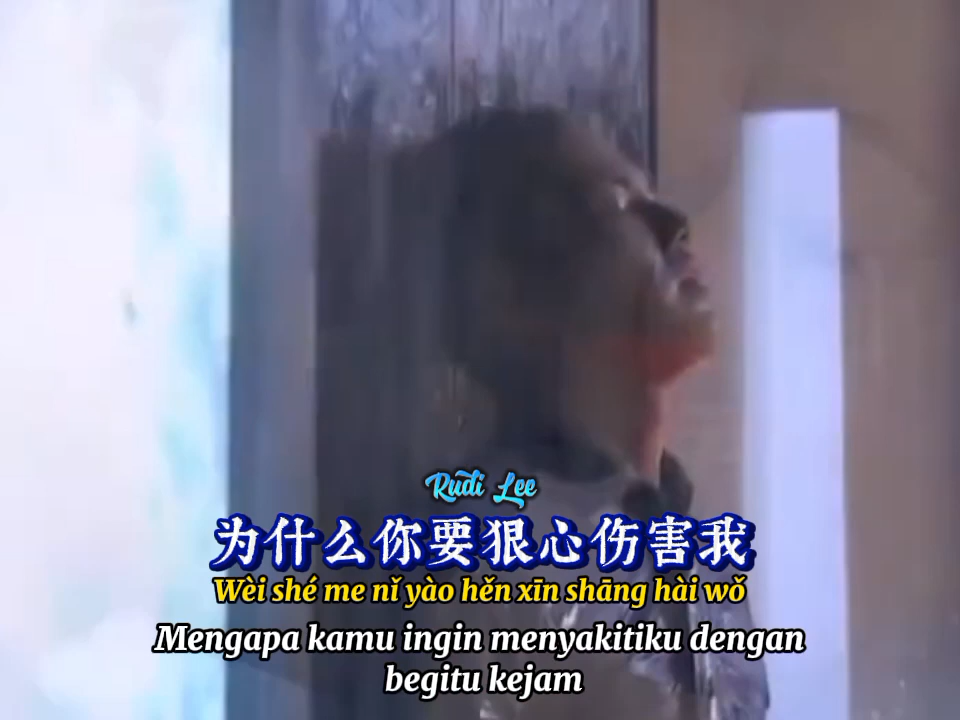 Rudi Lee
为什么你要狠心伤害我
Wèi shé me nǐ yào hěn xīn shāng hài wǒ
Mengapa kamu ingin menyakitiku dengan
begitu kejam